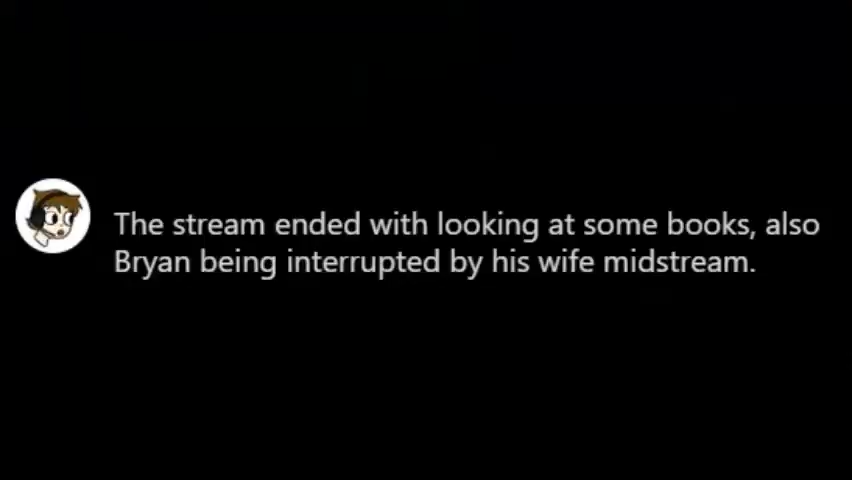 The stream ended with looking at some books, also
Bryan being interrupted by his wife midstream.